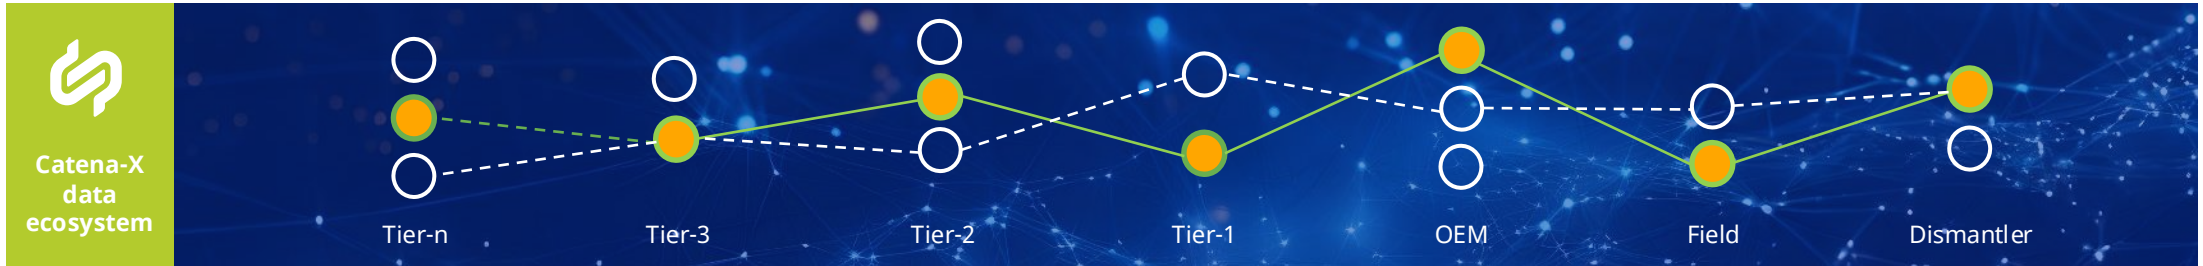 Catena-X
data
ecosystem
Tier-n
Tier-3
Tier-2
Tier-1
OEM
Field
Dismantler